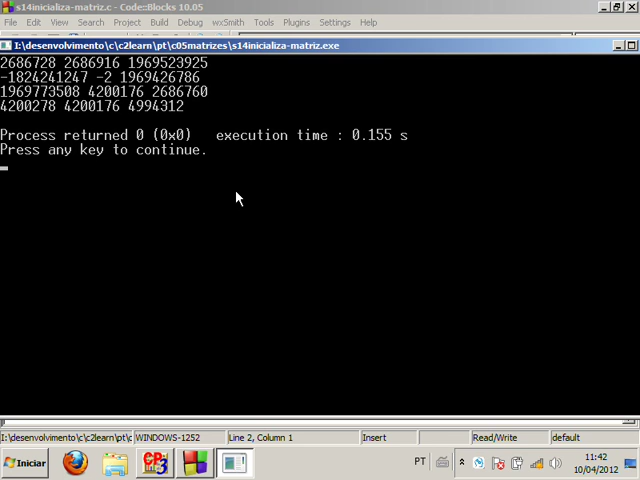 s14inicializa-matriz.c - Code::Blocks 10.05
File Edit View Search Project Build Debug wxSmith Tools Plugins Settings Help
I:\desenvolvimento\c\c2learn\pt\c05matrizes\s14inicializa-matriz.exe
2686728 2686916 1969523925
-1824241247 -2 1969426786
1969773508 4200176 2686760
4200278 4200176 4994312
Process returned 0 (0x0)   execution time : 0.155 s
Press any key to continue.
I:\desenvolvimento\c\c2learn\pt\c WINDOWS-1252 Line 2, Column 1 Insert Read/Write default
Iniciar PT 11:42
10/04/2012